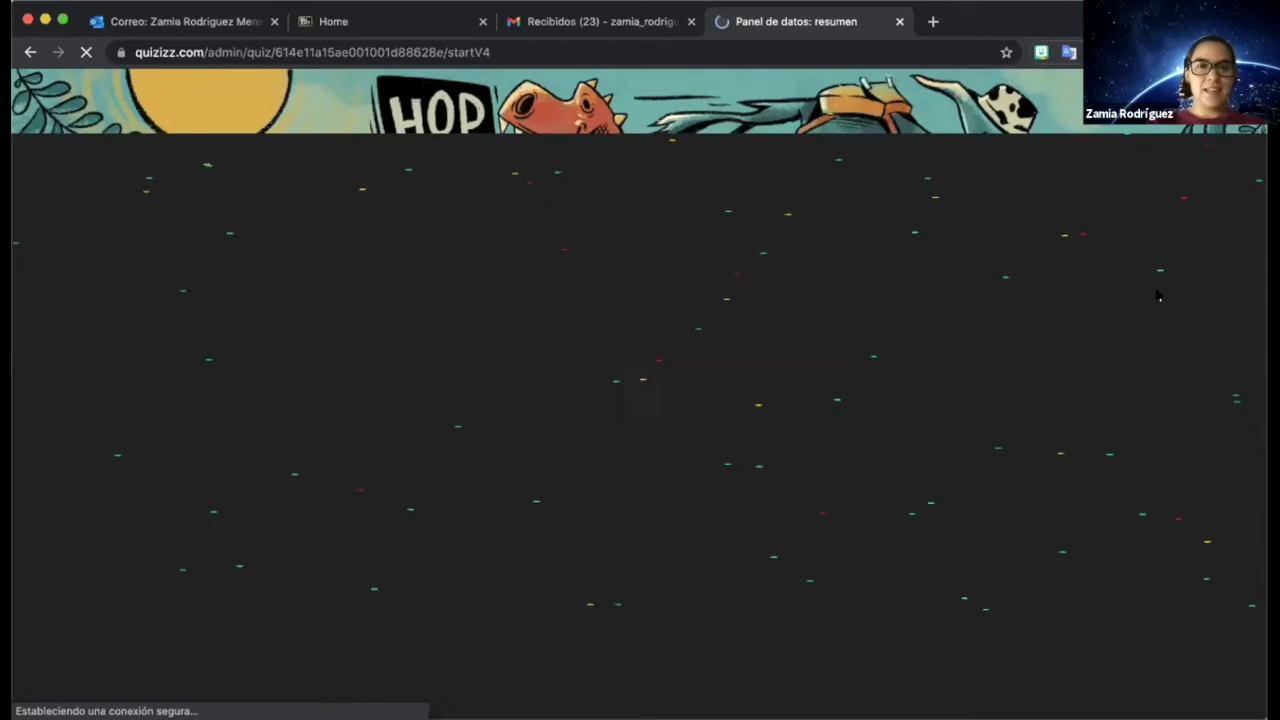 Correo: Zamia Rodriguez Men
Home
Recibidos (23) - zamia_rodrigu
Panel de datos: resumen
quizizz.com/admin/quiz/614e11a15ae001001d88628e/startV4
HOP
Zamia Rodríguez
Estableciendo una conexión segura...